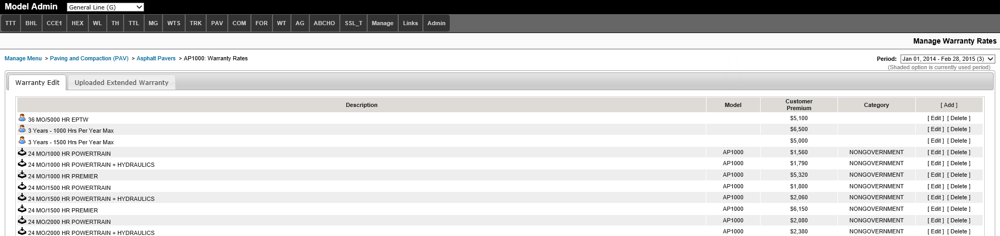 Model Admin General Line (G)
TTT BHL CCE1 HEX WL TH TTL MG WTS TRK PAV COM FOR WT AG ABCHO SSL_T Manage Links Admin
Manage Warranty Rates
Manage Menu > Paving and Compaction (PAV) > Asphalt Pavers > AP1000: Warranty Rates
Period: Jan 01, 2014 - Feb 28, 2015 (3)
(Shaded option is currently used period)
Warranty Edit Uploaded Extended Warranty
Description Model Customer Premium Category [ Add ]
36 MO/5000 HR EPTW $5,100 [ Edit ] [ Delete ]
3 Years - 1000 Hrs Per Year Max $6,500 [ Edit ] [ Delete ]
3 Years - 1500 Hrs Per Year Max $5,000 [ Edit ] [ Delete ]
24 MO/1000 HR POWERTRAIN AP1000 $1,560 NONGOVERNMENT [ Edit ] [ Delete ]
24 MO/1000 HR POWERTRAIN + HYDRAULICS AP1000 $1,790 NONGOVERNMENT [ Edit ] [ Delete ]
24 MO/1000 HR PREMIER AP1000 $5,320 NONGOVERNMENT [ Edit ] [ Delete ]
24 MO/1500 HR POWERTRAIN AP1000 $1,800 NONGOVERNMENT [ Edit ] [ Delete ]
24 MO/1500 HR POWERTRAIN + HYDRAULICS AP1000 $2,060 NONGOVERNMENT [ Edit ] [ Delete ]
24 MO/1500 HR PREMIER AP1000 $6,150 NONGOVERNMENT [ Edit ] [ Delete ]
24 MO/2000 HR POWERTRAIN AP1000 $2,080 NONGOVERNMENT [ Edit ] [ Delete ]
24 MO/2000 HR POWERTRAIN + HYDRAULICS AP1000 $2,380 NONGOVERNMENT [ Edit ] [ Delete ]